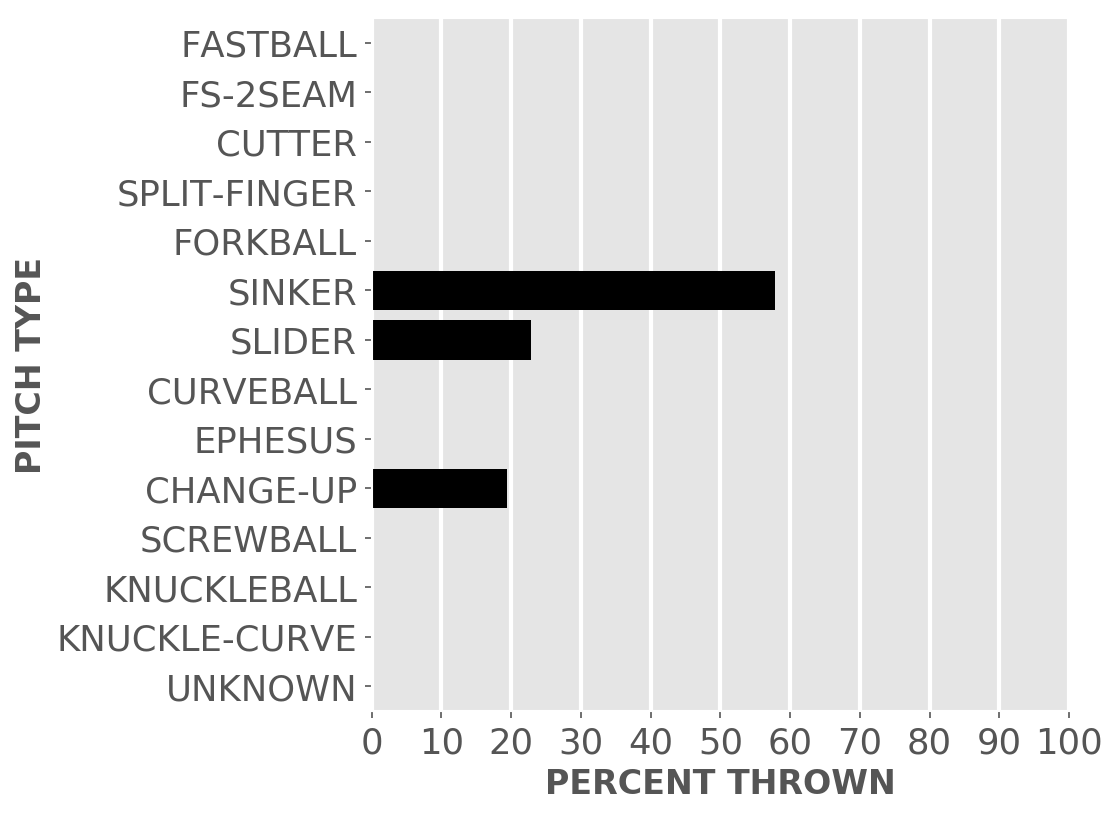 FASTBALL
FS-2SEAM
CUTTER
SPLIT-FINGER
FORKBALL
SINKER
SLIDER
CURVEBALL
EPHESUS
CHANGE-UP
SCREWBALL
KNUCKLEBALL
KNUCKLE-CURVE
UNKNOWN
PITCH TYPE
0 10 20 30 40 50 60 70 80 90 100
PERCENT THROWN